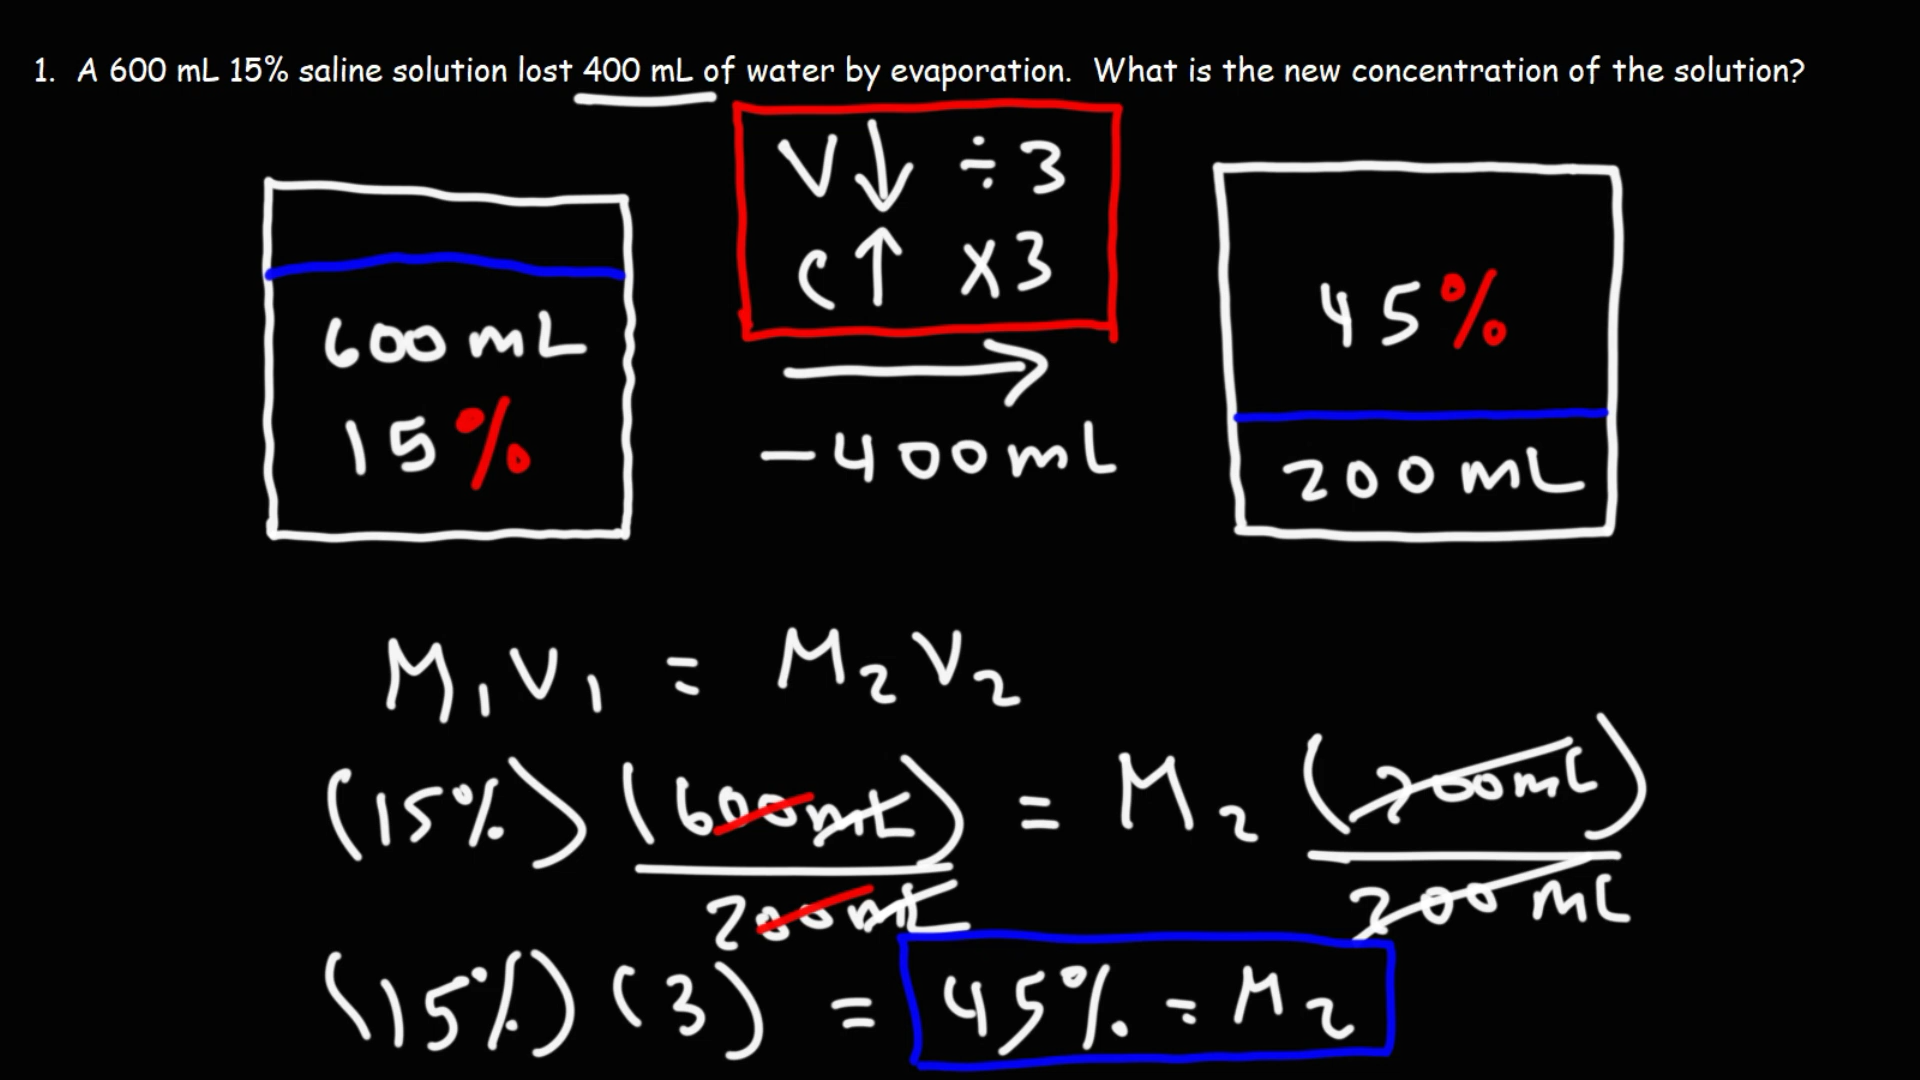 1. A 600 mL 15% saline solution lost 400 mL of water by evaporation. What is the new concentration of the solution?
V↓ ÷3
C↑ x3
600 mL
15%
→
-400 mL
45%
200 mL
M₁V₁ = M₂V₂
(15%) (600 mL) = M₂ (200 mL)
200 mL 200 mL
(15%) (3) = 45% = M₂